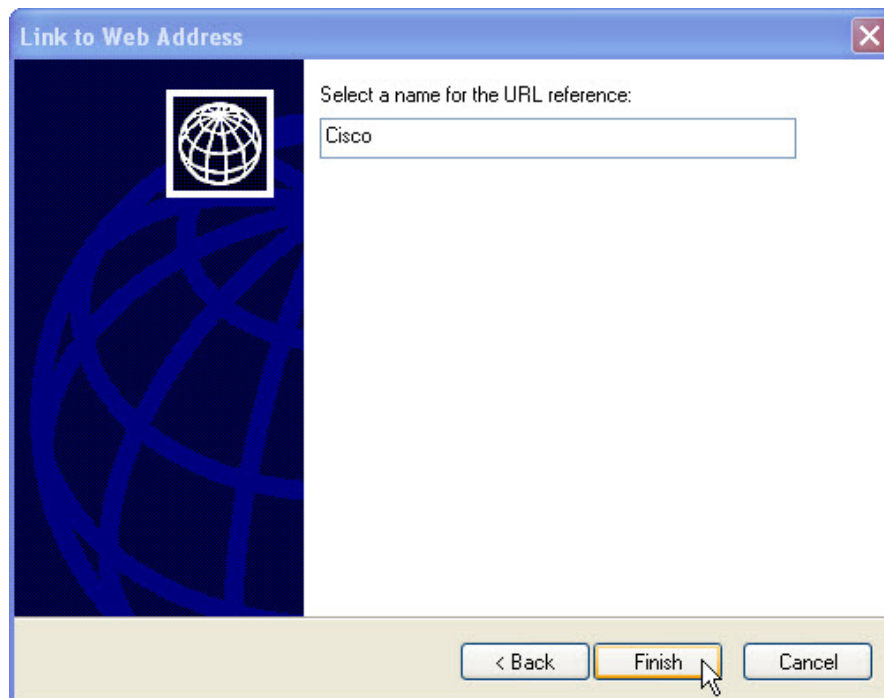 Link to Web Address
Select a name for the URL reference:
Cisco
< Back Finish Cancel